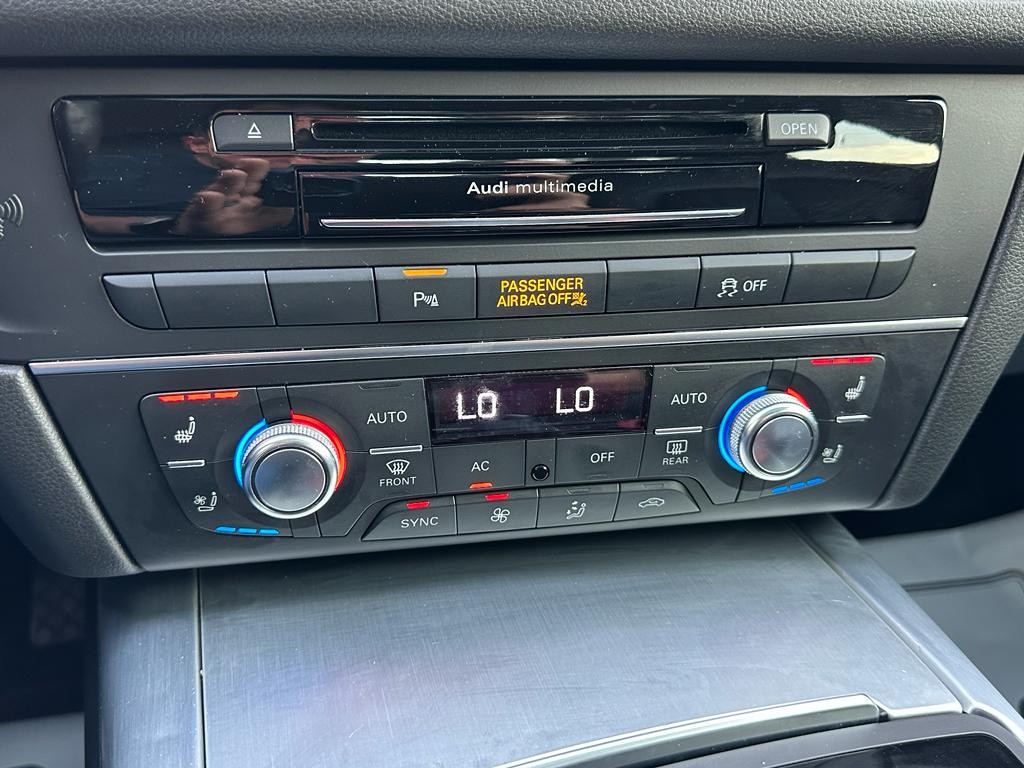 OPEN
Audi multimedia
P
PASSENGER
AIRBAG OFF
OFF
AUTO
LO
LO
AUTO
FRONT
AC
OFF
REAR
SYNC